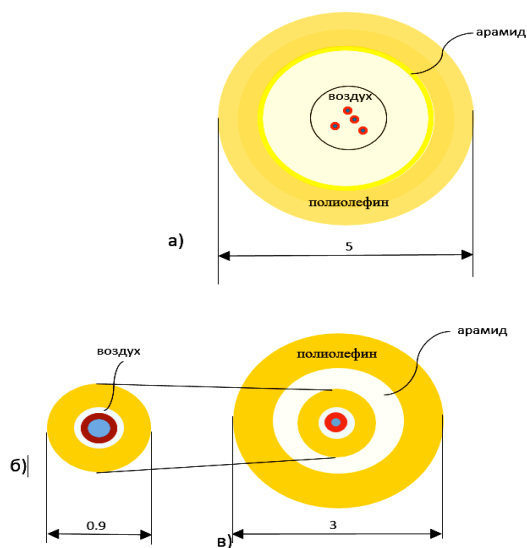 арамид
воздух
полиолефин
а)
5
арамид
полиолефин
воздух
б)
0.9
в)
3